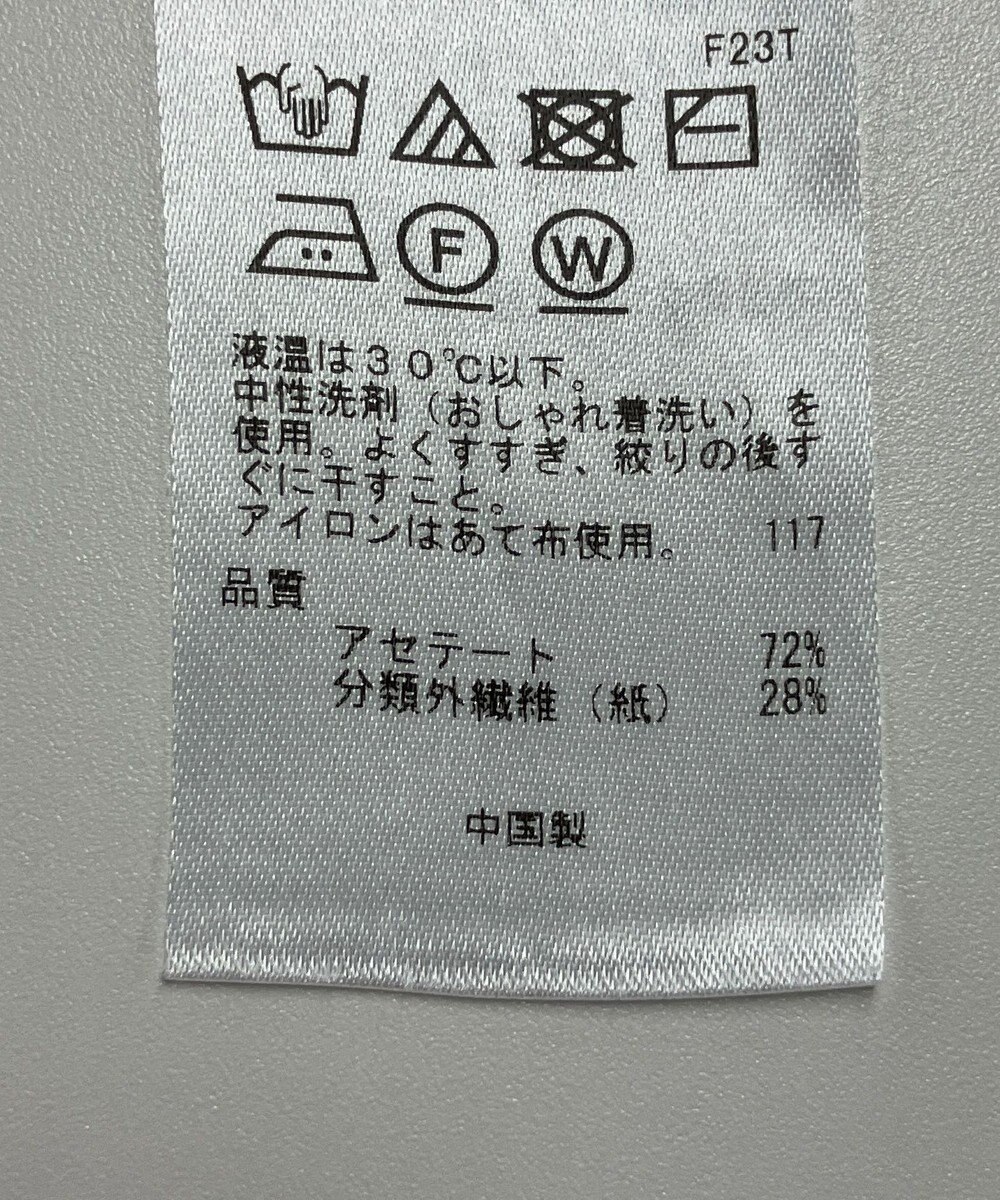 F23T
F
W
液温は30℃以下。
中性洗剤(おしゃれ着洗い)を
使用。よくすすぎ、絞りの後す
ぐに干すこと。
アイロンはあて布使用。 117
品質
アセテート 72%
分類外繊維(紙) 28%
中国製